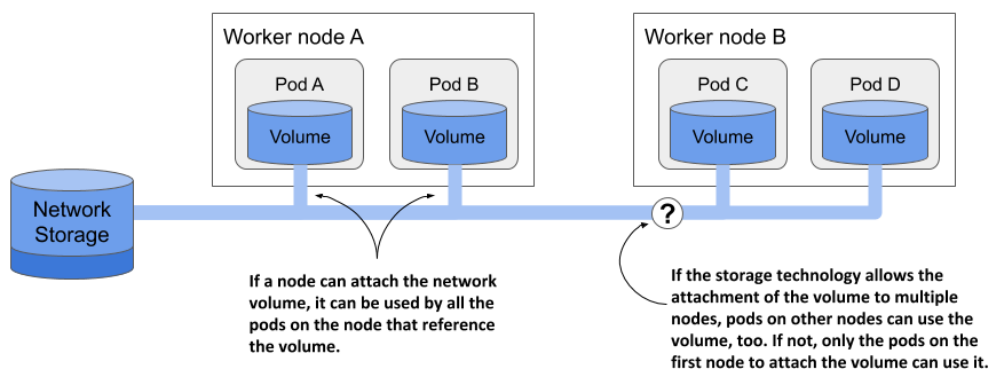 Worker node A
Worker node B
Pod A
Pod B
Pod C
Pod D
Volume
Volume
Volume
Volume
Network
Storage
?
If a node can attach the network
volume, it can be used by all the
pods on the node that reference
the volume.
If the storage technology allows the
attachment of the volume to multiple
nodes, pods on other nodes can use the
volume, too. If not, only the pods on the
first node to attach the volume can use it.